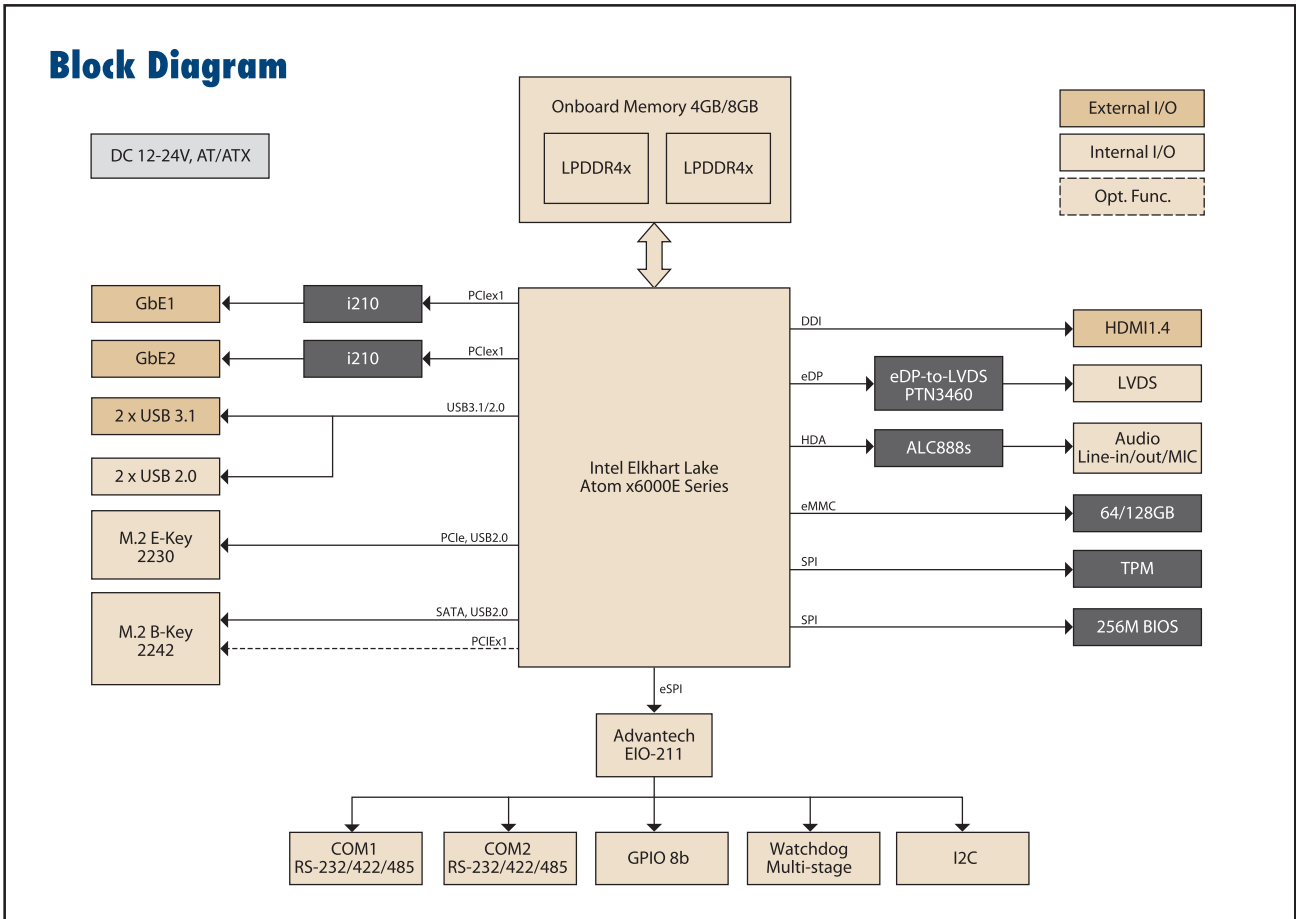 Block Diagram
DC 12-24V, AT/ATX
Onboard Memory 4GB/8GB
LPDDR4x
LPDDR4x
External I/O
Internal I/O
Opt. Func.
GbE1
i210
PCIex1
GbE2
i210
PCIex1
2 x USB 3.1
USB3.1/2.0
2 x USB 2.0
M.2 E-Key
2230
PCIe, USB2.0
M.2 B-Key
2242
SATA, USB2.0
PCIEx1
Intel Elkhart Lake
Atom x6000E Series
DDI
HDMI1.4
eDP
eDP-to-LVDS
PTN3460
LVDS
HDA
ALC888s
Audio
Line-in/out/MIC
eMMC
64/128GB
SPI
TPM
SPI
256M BIOS
eSPI
Advantech
EIO-211
COM1
RS-232/422/485
COM2
RS-232/422/485
GPIO 8b
Watchdog
Multi-stage
I2C